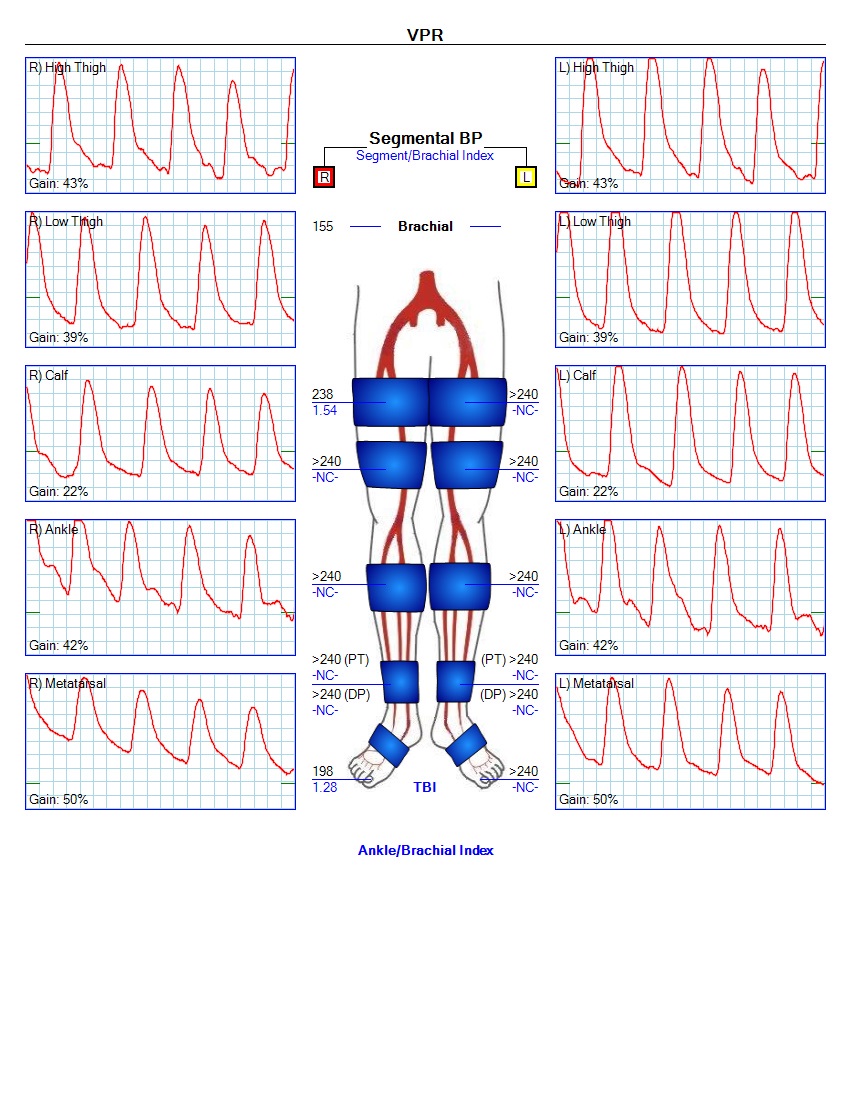 VPR
R) High Thigh
Gain: 43%
L) High Thigh
Gain: 43%
Segmental BP
Segment/Brachial Index
R
L
155
Brachial
R) Low Thigh
Gain: 39%
L) Low Thigh
Gain: 39%
R) Calf
Gain: 22%
L) Calf
Gain: 22%
238
1.54
>240
-NC-
>240
-NC-
>240
-NC-
R) Ankle
Gain: 42%
L) Ankle
Gain: 42%
>240
-NC-
>240
-NC-
>240 (PT)
-NC-
>240 (DP)
-NC-
(PT) >240
-NC-
(DP) >240
-NC-
R) Metatarsal
Gain: 50%
L) Metatarsal
Gain: 50%
198
1.28
TBI
>240
-NC-
Ankle/Brachial Index